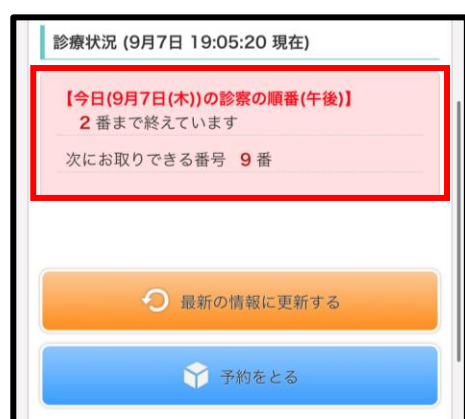 診療状況 (9月7日 19:05:20 現在)
【今日(9月7日(木))の診察の順番(午後)】
2 番まで終えています
次にお取りできる番号 9 番
最新の情報に更新する
予約をとる